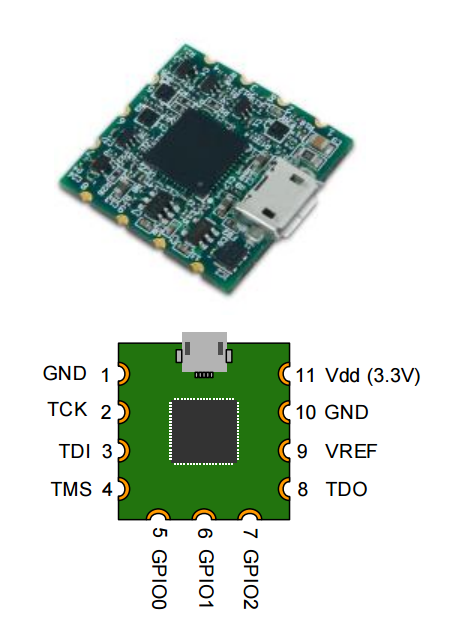 GND 1
TCK 2
TDI 3
TMS 4
11 Vdd (3.3V)
10 GND
9 VREF
8 TDO
5 GPIO0
6 GPIO1
7 GPIO2